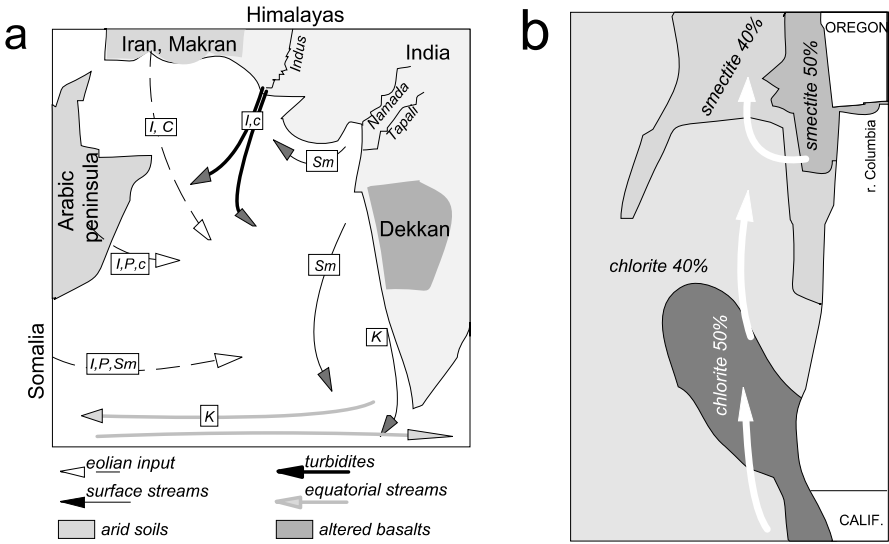 a
Himalayas
Iran, Makran
Indus
India
Namada
Tapali
I, C
I,c
Sm
Arabic
peninsula
Dekkan
I,P,c
Sm
K
Somalia
I,P,Sm
K
eolian input
turbidites
surface streams
equatorial streams
arid soils
altered basalts
b
OREGON
smectite 40%
smectite 50%
r. Columbia
chlorite 40%
chlorite 50%
CALIF.